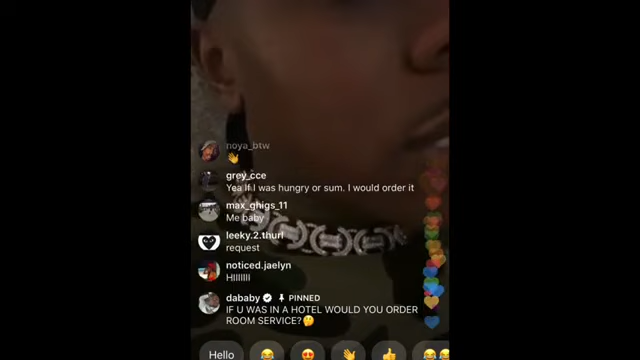 noya_btw
👋
grey_cce
Yea If I was hungry or sum. I would order it
max_ghigs_11
Me baby
leeky.2.thurl
request
noticed.jaelyn
HIIIIIII
dababy PINNED
IF U WAS IN A HOTEL WOULD YOU ORDER
ROOM SERVICE?🤔
Hello 😂 😍 👋 👍 😂😂